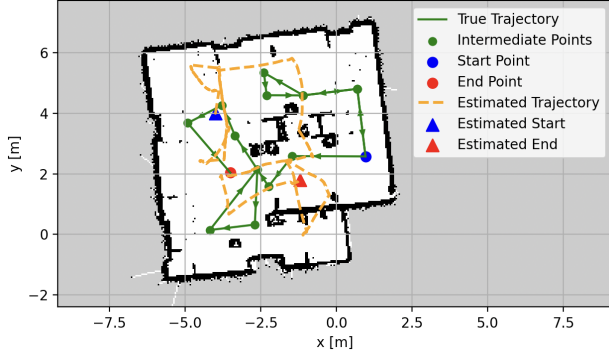 True Trajectory
Intermediate Points
Start Point
End Point
Estimated Trajectory
Estimated Start
Estimated End
y [m]
6
4
2
0
−2
−7.5
−5.0
−2.5
0.0
2.5
5.0
7.5
x [m]